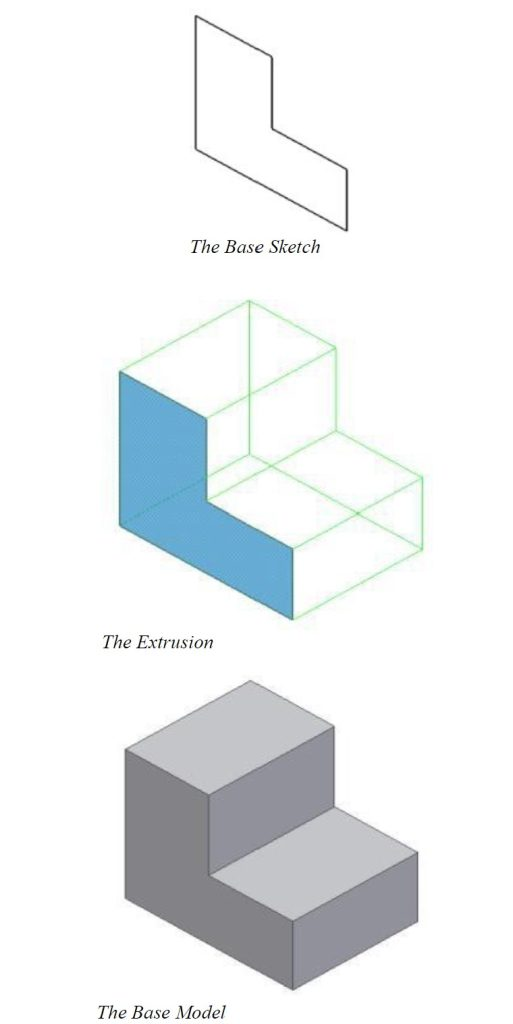 The Base Sketch
The Extrusion
The Base Model